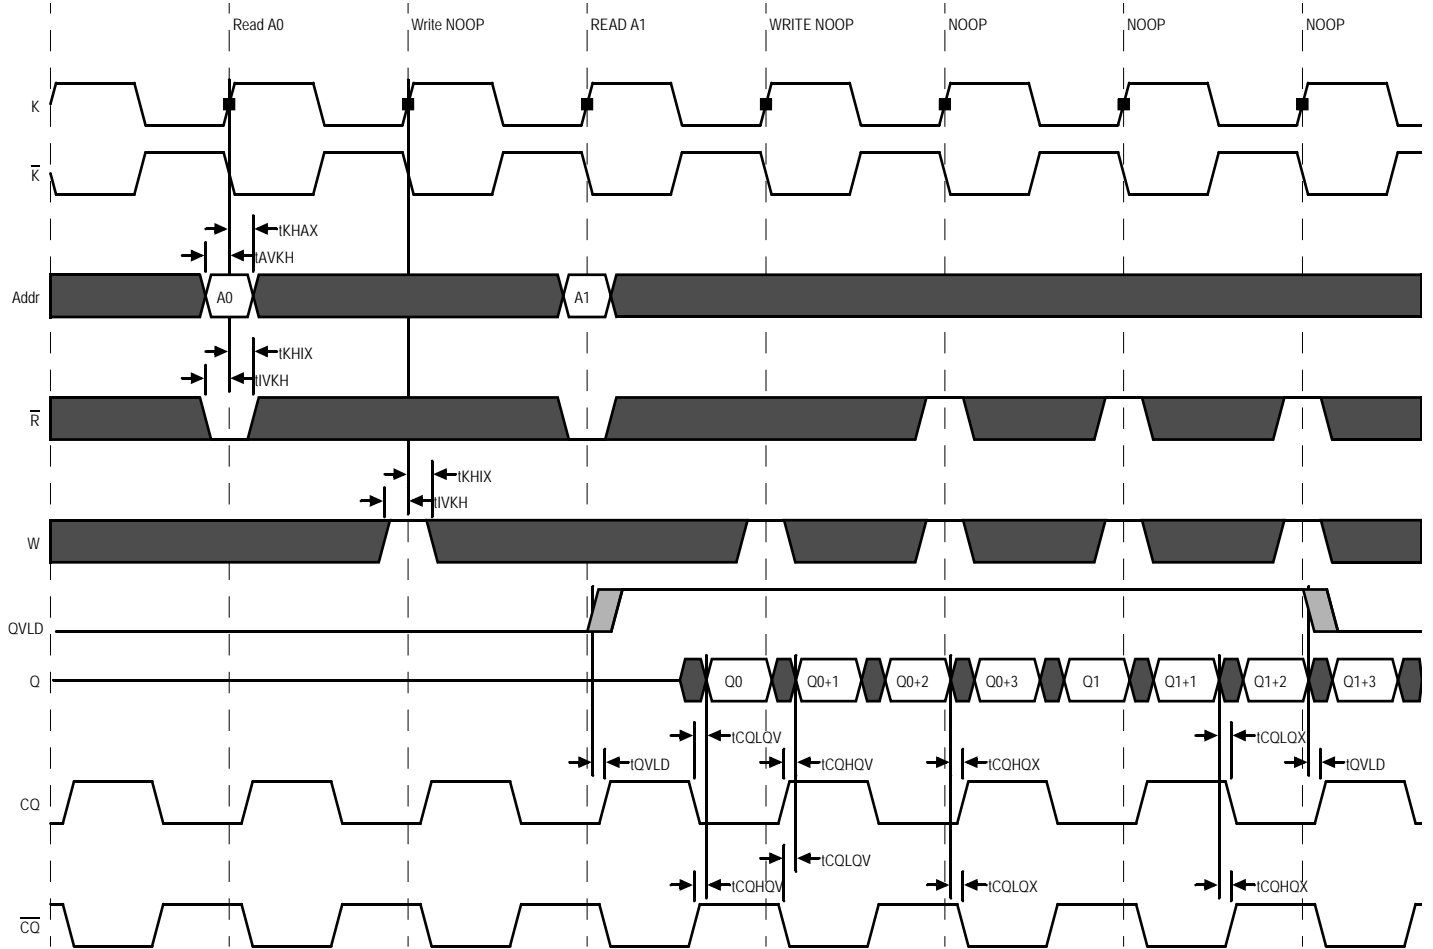 Read A0
Write NOOP
READ A1
WRITE NOOP
NOOP
NOOP
NOOP
K
K̅
tKHAX
tAVKH
Addr
A0
A1
tKHIX
tIVKH
R̅
tKHIX
tIVKH
W
QVLD
Q
Q0
Q0+1
Q0+2
Q0+3
Q1
Q1+1
Q1+2
Q1+3
tCQLQV
tCQLQX
tQVLD
tCQHQV
tCQHQX
tQVLD
CQ
tCQLQV
tCQHQV
tCQLQX
tCQHQX
C̅Q̅